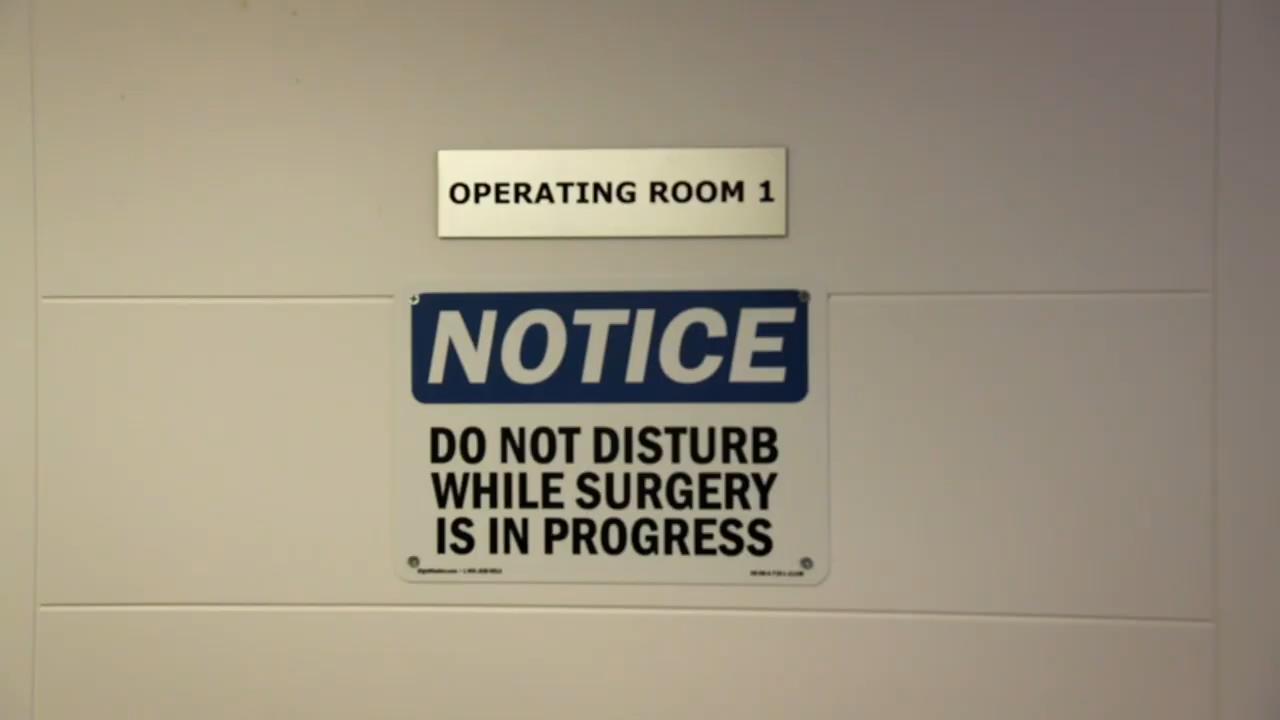 OPERATING ROOM 1
NOTICE
DO NOT DISTURB
WHILE SURGERY
IS IN PROGRESS